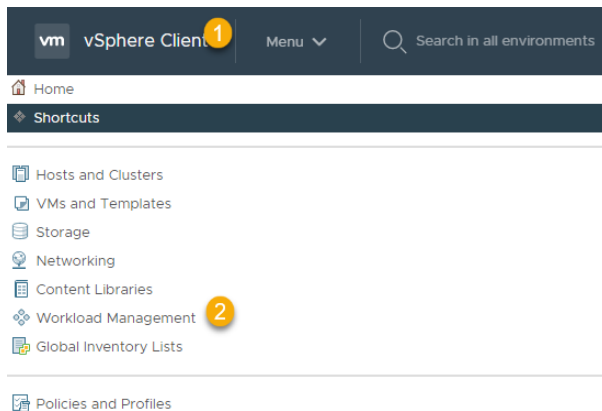 vm vSphere Client 1 Menu Search in all environments
Home
Shortcuts
Hosts and Clusters
VMs and Templates
Storage
Networking
Content Libraries
Workload Management 2
Global Inventory Lists
Policies and Profiles